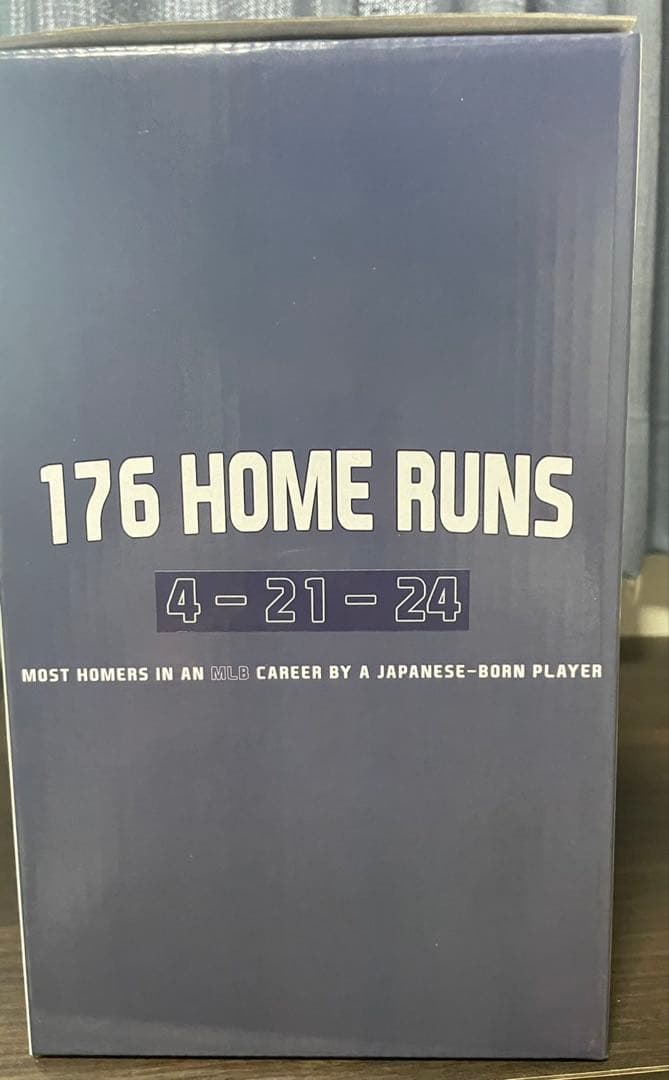 176 HOME RUNS
4-21-24
MOST HOMERS IN AN MLB CAREER BY A JAPANESE-BORN PLAYER